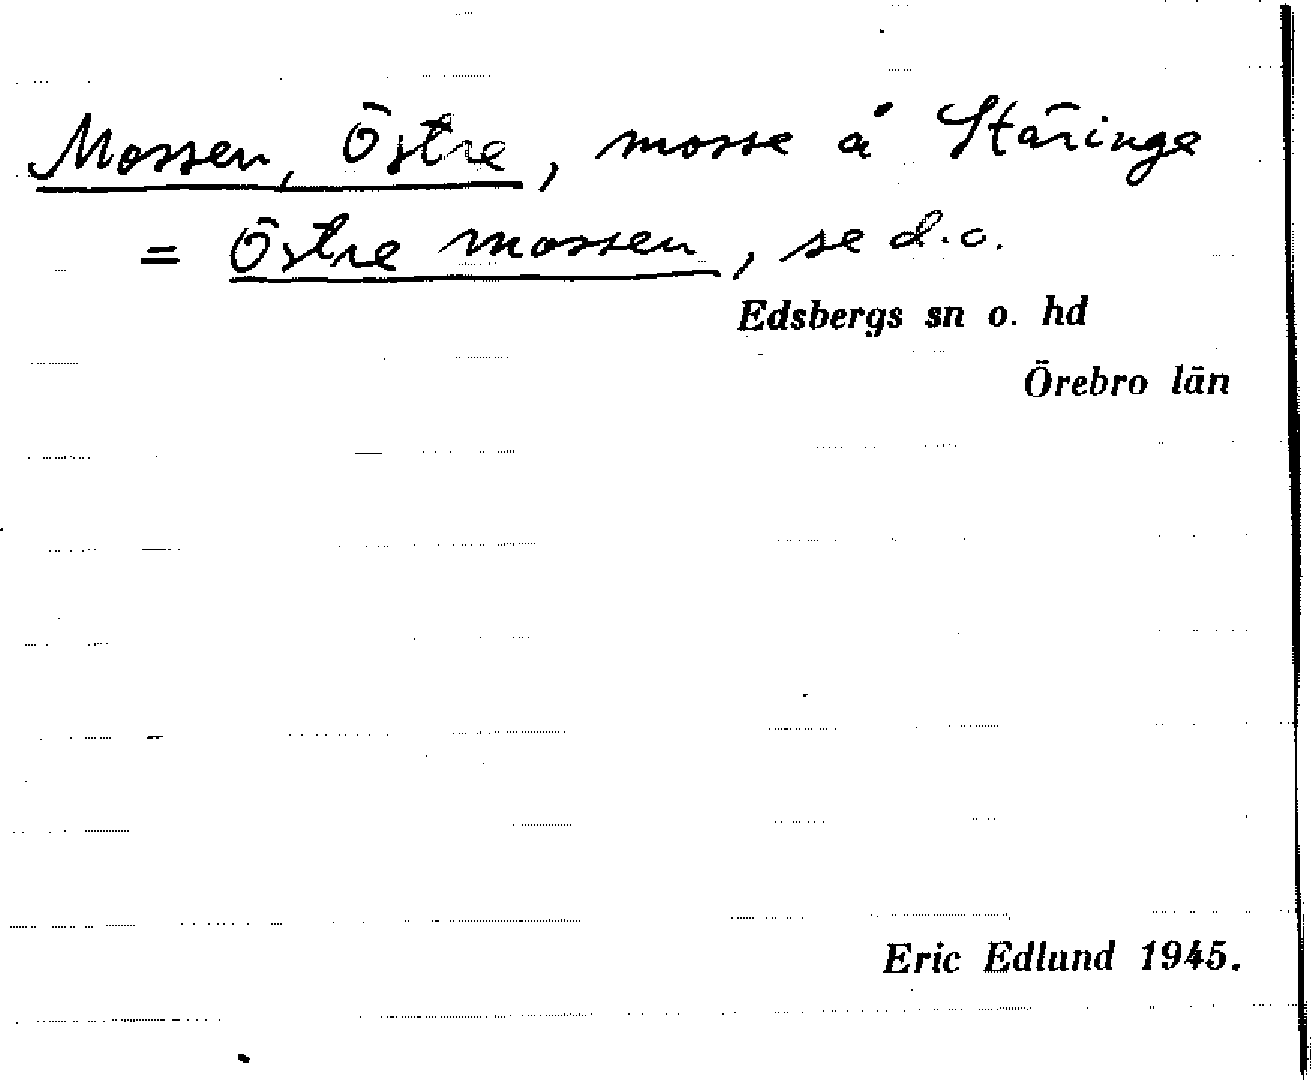 Mossen, Östre, mosse å Stäringe
= Östre mossen, se d.o.
Edsbergs sn o. hd
Örebro län
Eric Edlund 1945.